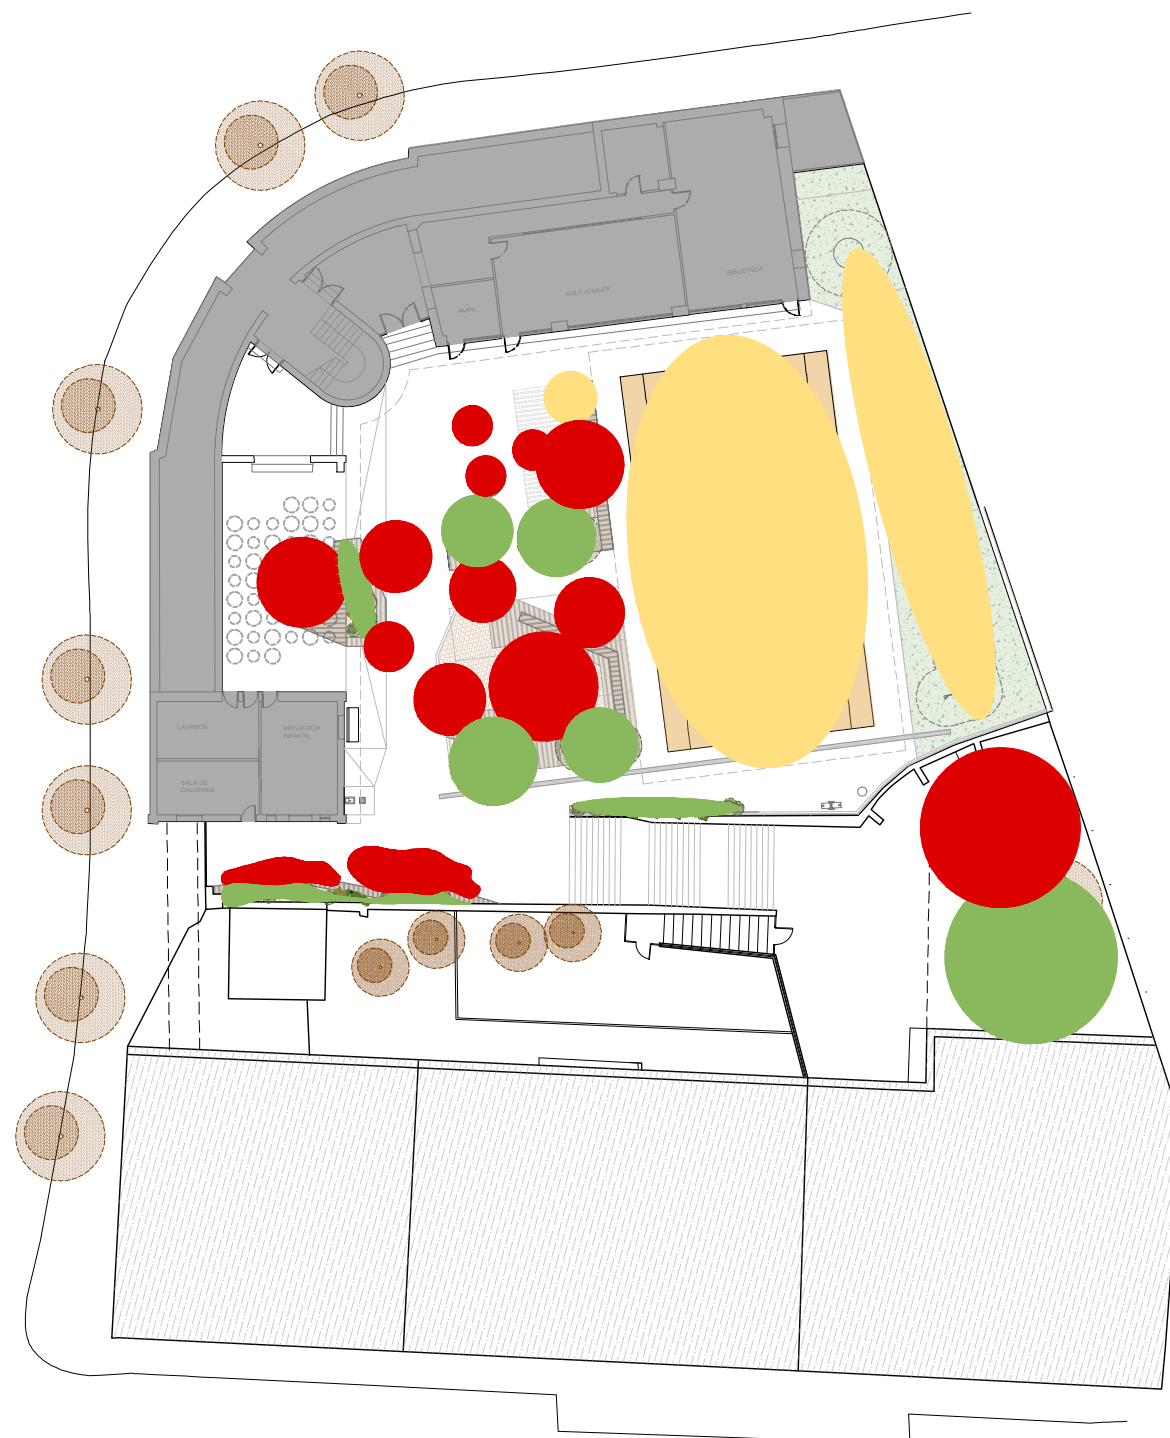 BIBLIOTECA
AULA ANGLÈS
AMPA
LAVABOS
MENJADOR
INFANTIL
SALA DE
CALDERES